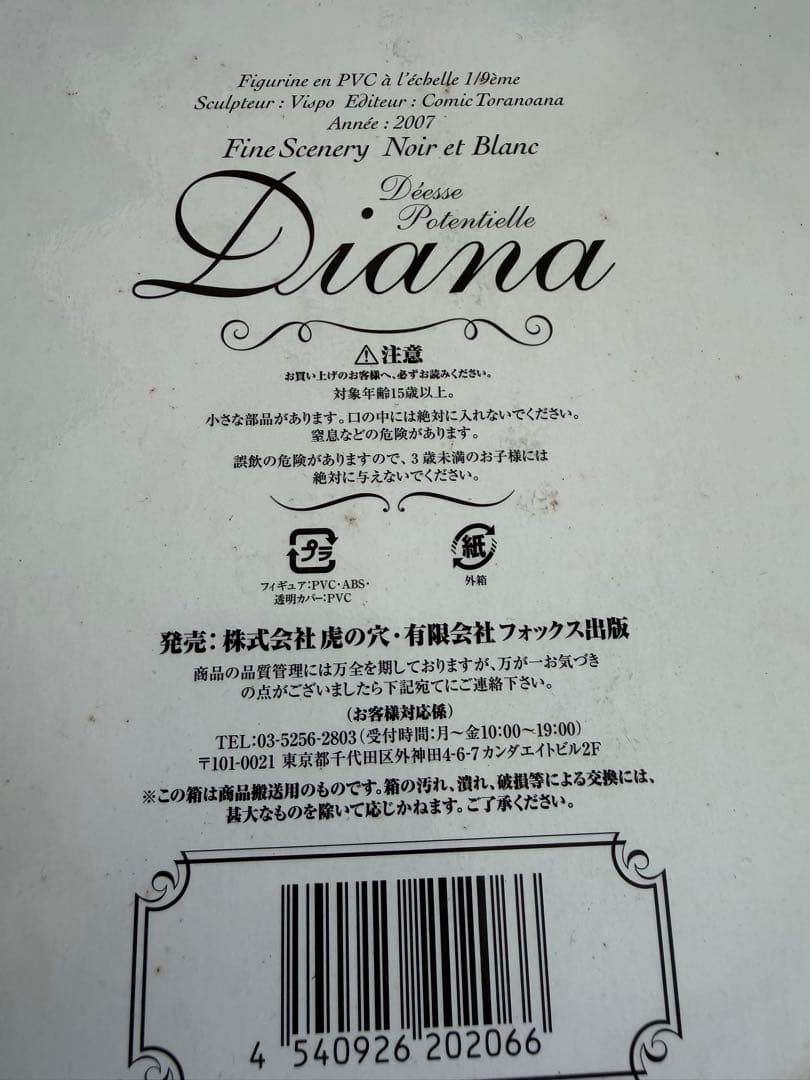 Figurine en PVC à l'échelle 1/9ème
Sculpteur : Vispo Editeur : Comic Toranoana
Année : 2007
Fine Scenery Noir et Blanc
Déesse
Potentielle
Diana
⚠注意
お買い上げのお客様へ、必ずお読みください。
対象年齢15歳以上。
小さな部品があります。口の中には絶対に入れないでください。
窒息などの危険があります。
誤飲の危険がありますので、3歳未満のお子様には
絶対に与えないでください。
プラ
紙
フィギュア:PVC・ABS・
透明カバー:PVC
外箱
発売：株式会社虎の穴・有限会社フォックス出版
商品の品質管理には万全を期しておりますが、万が一お気づき
の点がございましたら下記宛てにご連絡下さい。
(お客様対応係)
TEL:03-5256-2803(受付時間:月〜金10:00〜19:00)
〒101-0021 東京都千代田区外神田4-6-7カンダエイトビル2F
※この箱は商品搬送用のものです。箱の汚れ、潰れ、破損等による交換には、
甚大なものを除いて応じかねます。ご了承ください。
4 540926 202066